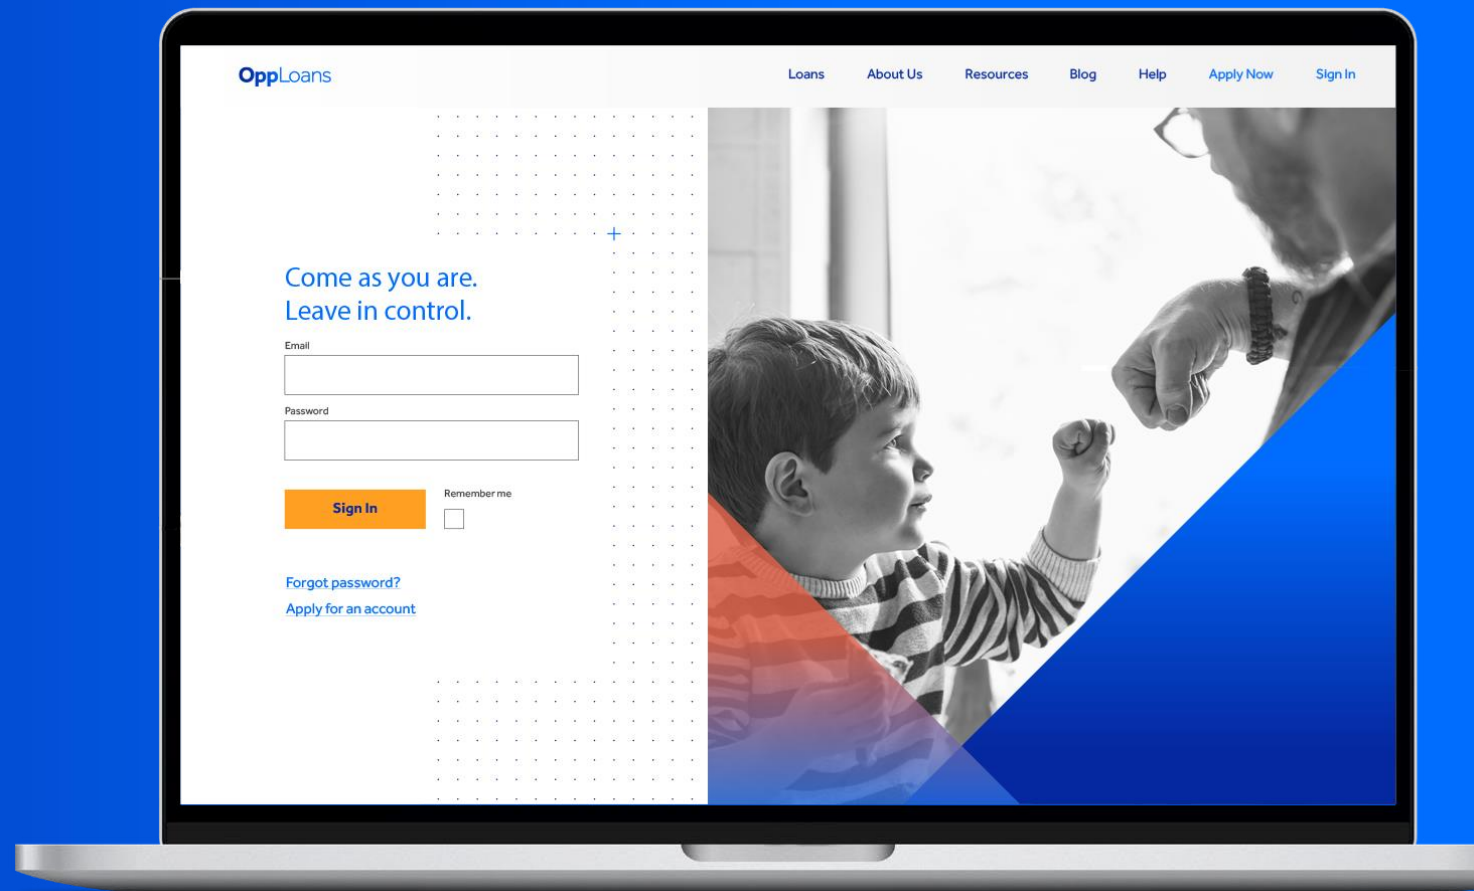 OppLoans
Loans About Us Resources Blog Help Apply Now Sign In
Come as you are.
Leave in control.
Email
Password
Sign In
Remember me
Forgot password?
Apply for an account